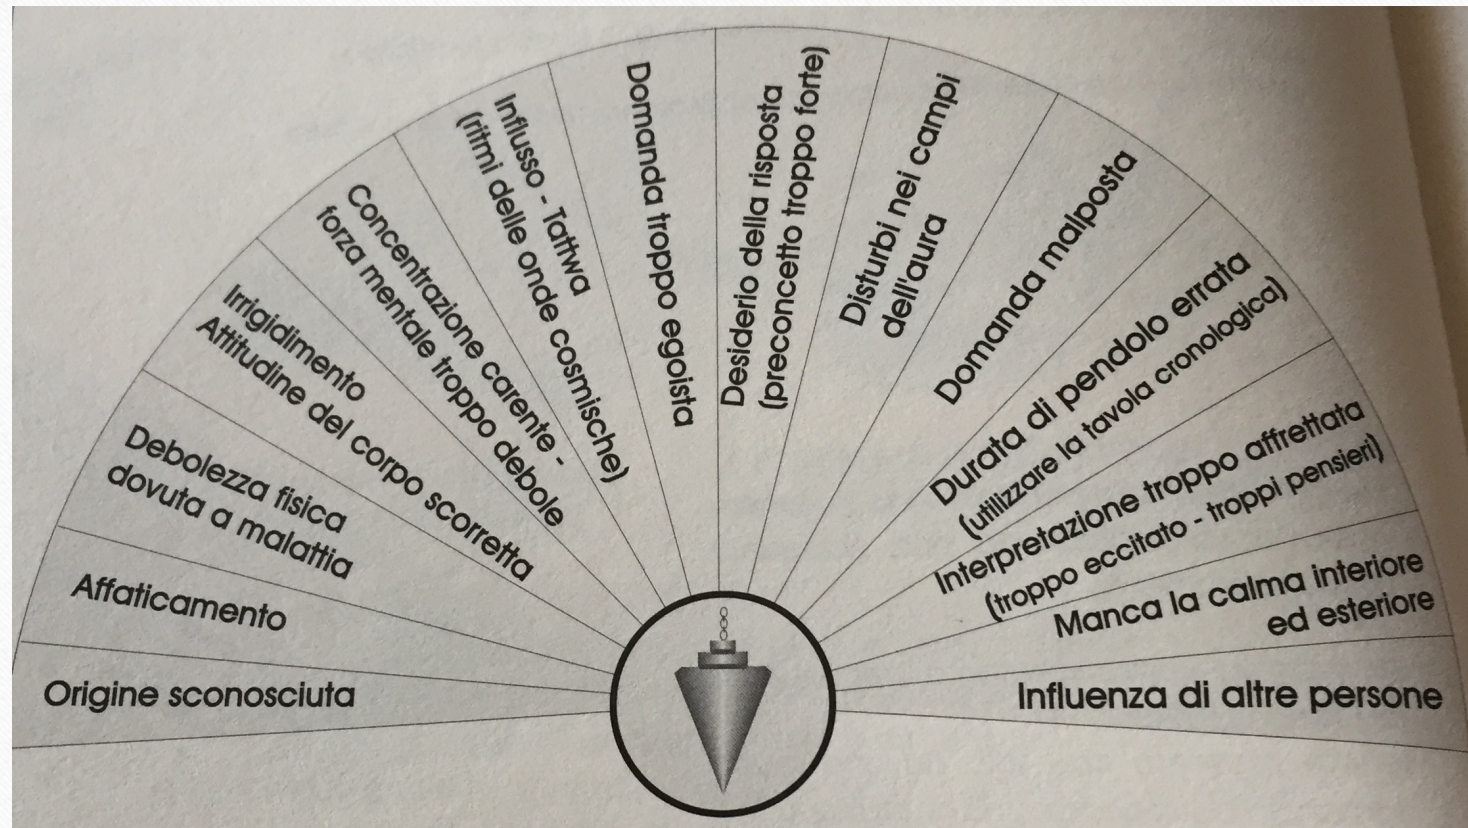 Origine sconosciuta
Affaticamento
Debolezza fisica
dovuta a malattia
Irrigidimento
Attitudine del corpo scorretta
Concentrazione carente -
forza mentale troppo debole
Influsso - Tattwa
(ritmi delle onde cosmische)
Domanda troppo egoista
Desiderio della risposta
(preconcetto troppo forte)
Disturbi nei campi
dell'aura
Domanda malposta
Durata di pendolo errata
(utilizzare la tavola cronologica)
Interpretazione troppo affrettata
(troppo eccitato - troppi pensieri)
Manca la calma interiore
ed esteriore
Influenza di altre persone